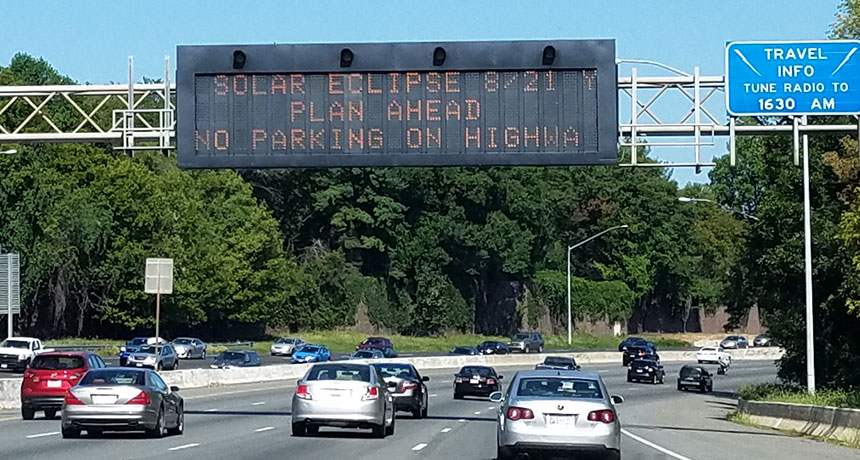 SOLAR ECLIPSE 8/21 Y
PLAN AHEAD
NO PARKING ON HIGHWA
TRAVEL
INFO
TUNE RADIO TO
1630 AM